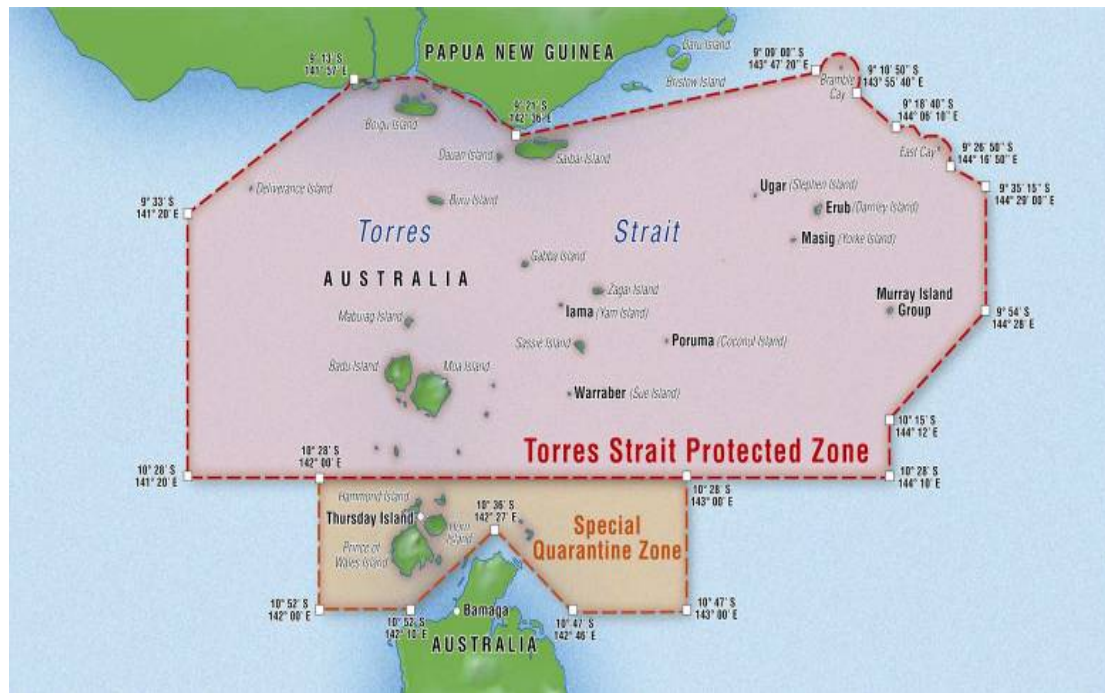 PAPUA NEW GUINEA
Daru Island
Bristow Island
9° 13' S
141° 57' E
9° 09' 00" S
143° 47' 20" E
Bramble
Cay
9° 10' 50" S
143° 55' 40" E
9° 18' 40" S
144° 06' 10" E
East Cay
9° 26' 50" S
144° 16' 50" E
9° 35' 15" S
144° 29' 00" E
Boigu Island
9° 21' S
142° 36' E
Dauan Island
Saibai Island
Deliverance Island
Buru Island
9° 33' S
141° 20' E
Ugar (Stephen Island)
Erub (Darnley Island)
Masig (Yorke Island)
Torres Strait
AUSTRALIA
Gabba Island
Zagai Island
Iama (Yam Island)
Murray Island
Group
9° 54' S
144° 28' E
Mabuiag Island
Sassie Island
Poruma (Coconut Island)
Badu Island
Moa Island
Warraber (Sue Island)
10° 15' S
144° 12' E
Torres Strait Protected Zone
10° 28' S
141° 20' E
10° 28' S
142° 00' E
10° 28' S
143° 00' E
10° 28' S
144° 10' E
Hammond Island
Thursday Island
Horn
Island
Prince of
Wales Island
10° 36' S
142° 27' E
Special
Quarantine Zone
10° 52' S
142° 00' E
10° 52' S
142° 10' E
Bamaga
10° 47' S
142° 46' E
10° 47' S
143° 00' E
AUSTRALIA